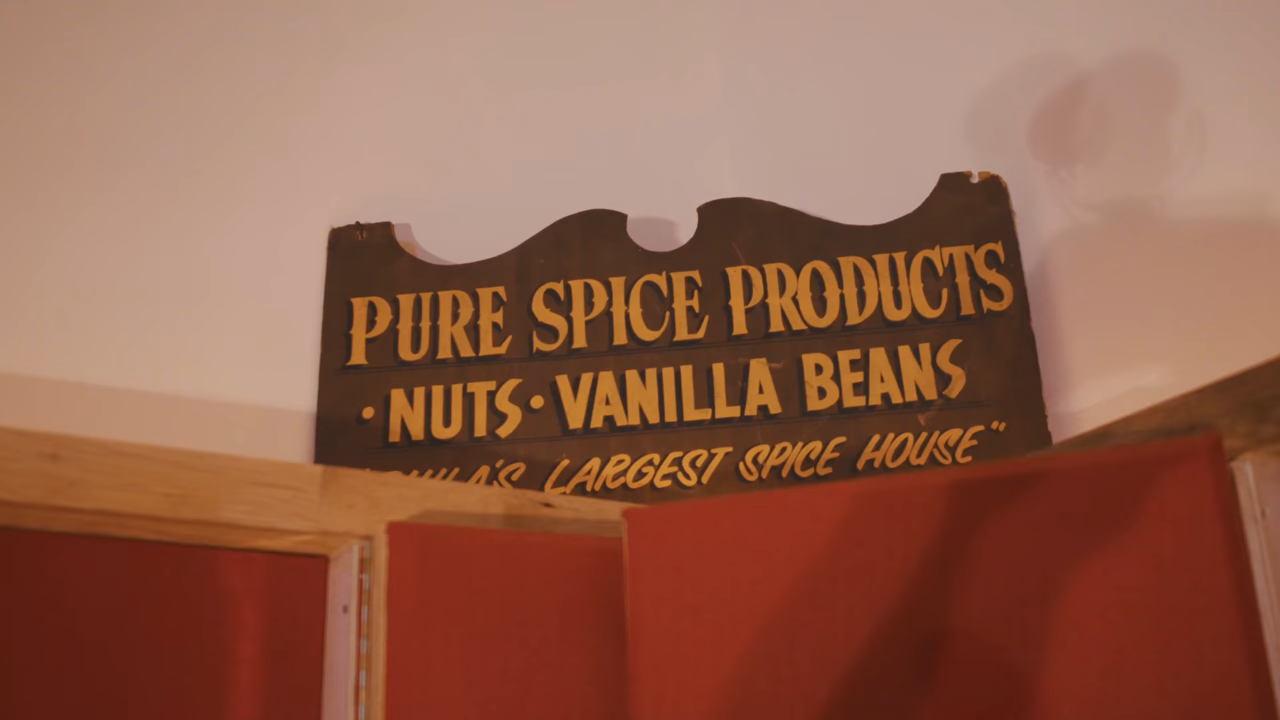 PURE SPICE PRODUCTS
· NUTS · VANILLA BEANS
LARGEST SPICE HOUSE"